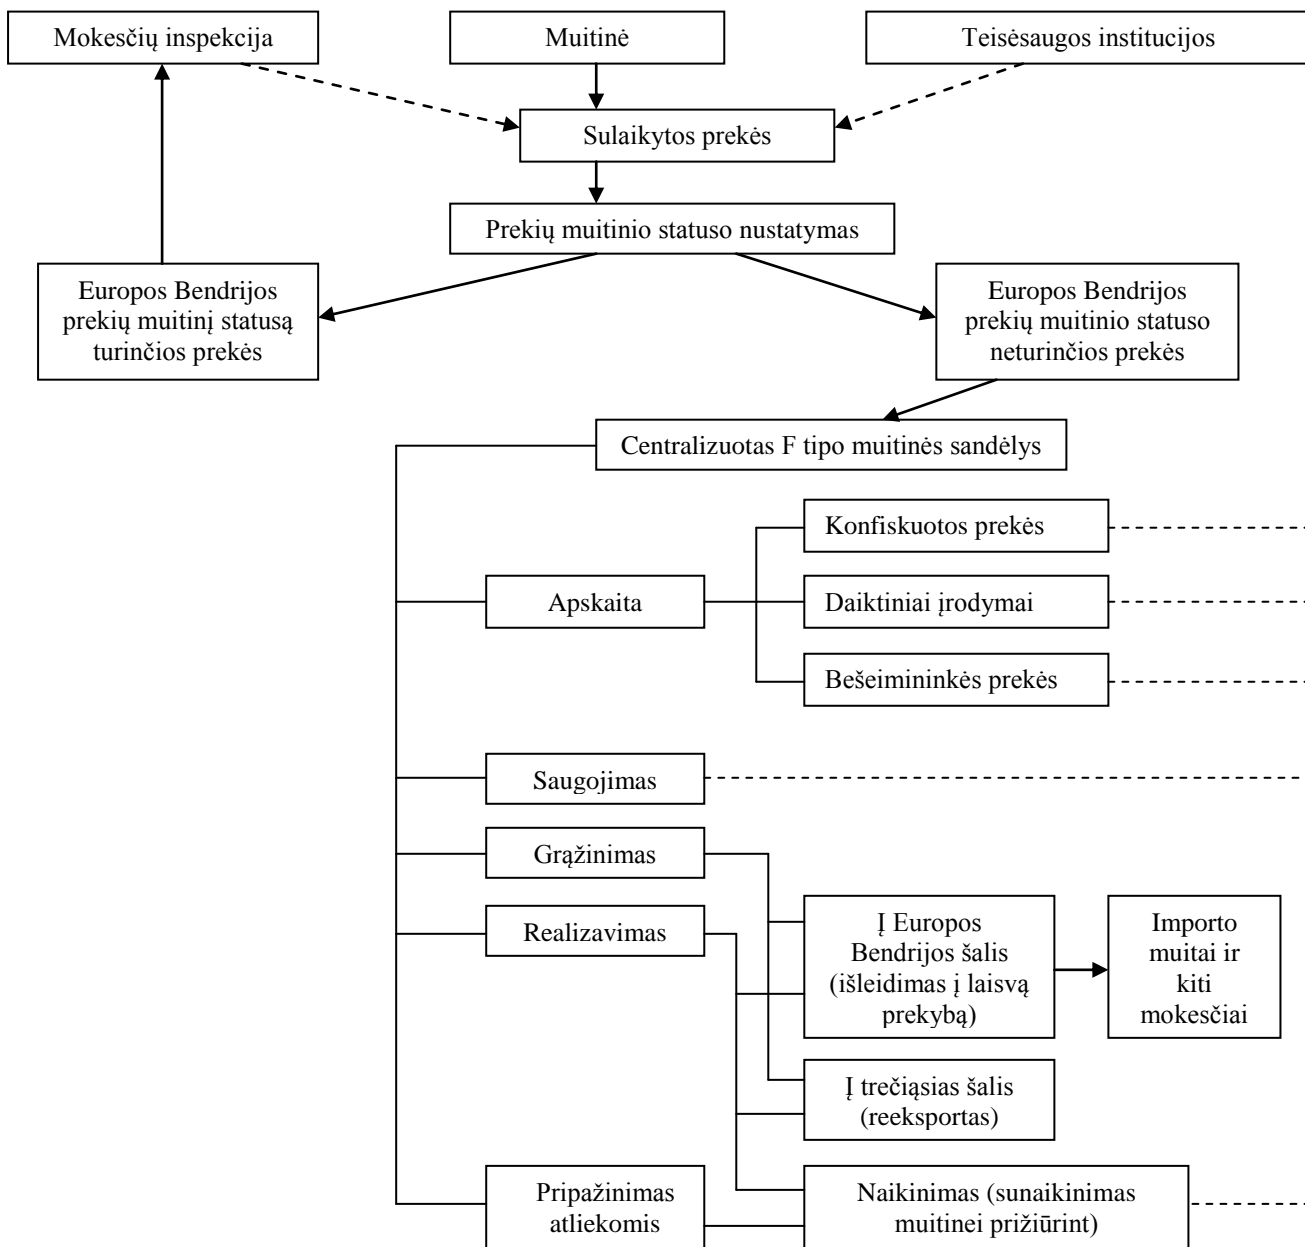 Mokesčių inspekcija
Muitinė
Teisėsaugos institucijos
Sulaikytos prekės
Prekių muitinio statuso nustatymas
Europos Bendrijos
prekių muitinį statusą
turinčios prekės
Europos Bendrijos
prekių muitinio statuso
neturinčios prekės
Centralizuotas F tipo muitinės sandėlys
Konfiskuotos prekės
Apskaita
Daiktiniai įrodymai
Bešeimininkės prekės
Saugojimas
Grąžinimas
Realizavimas
Į Europos
Bendrijos šalis
(išleidimas į laisvą
prekybą)
Importo
muitai ir
kiti
mokesčiai
Į trečiąsias šalis
(reeksportas)
Pripažinimas
atliekomis
Naikinimas (sunaikinimas
muitinei prižiūrint)